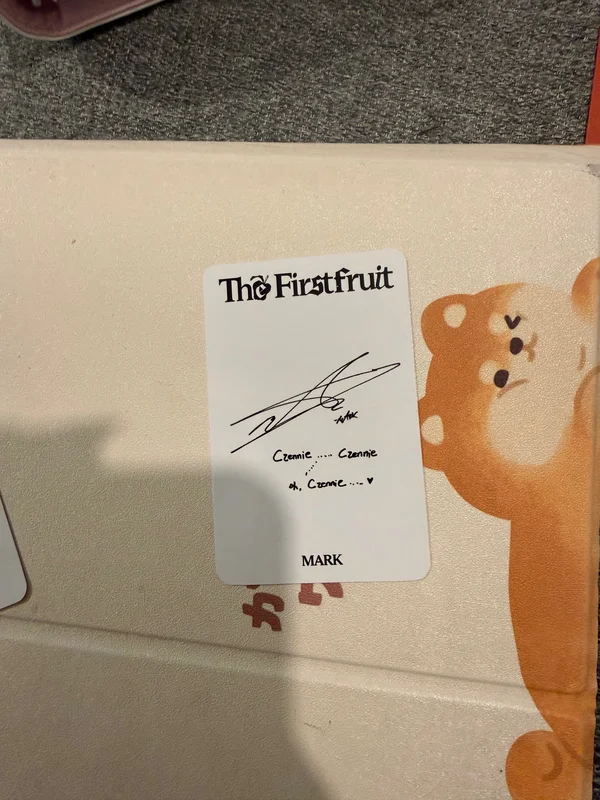 The Firstfruit
Czennie ..... Czennie
oh, Czennie .... ♥
MARK